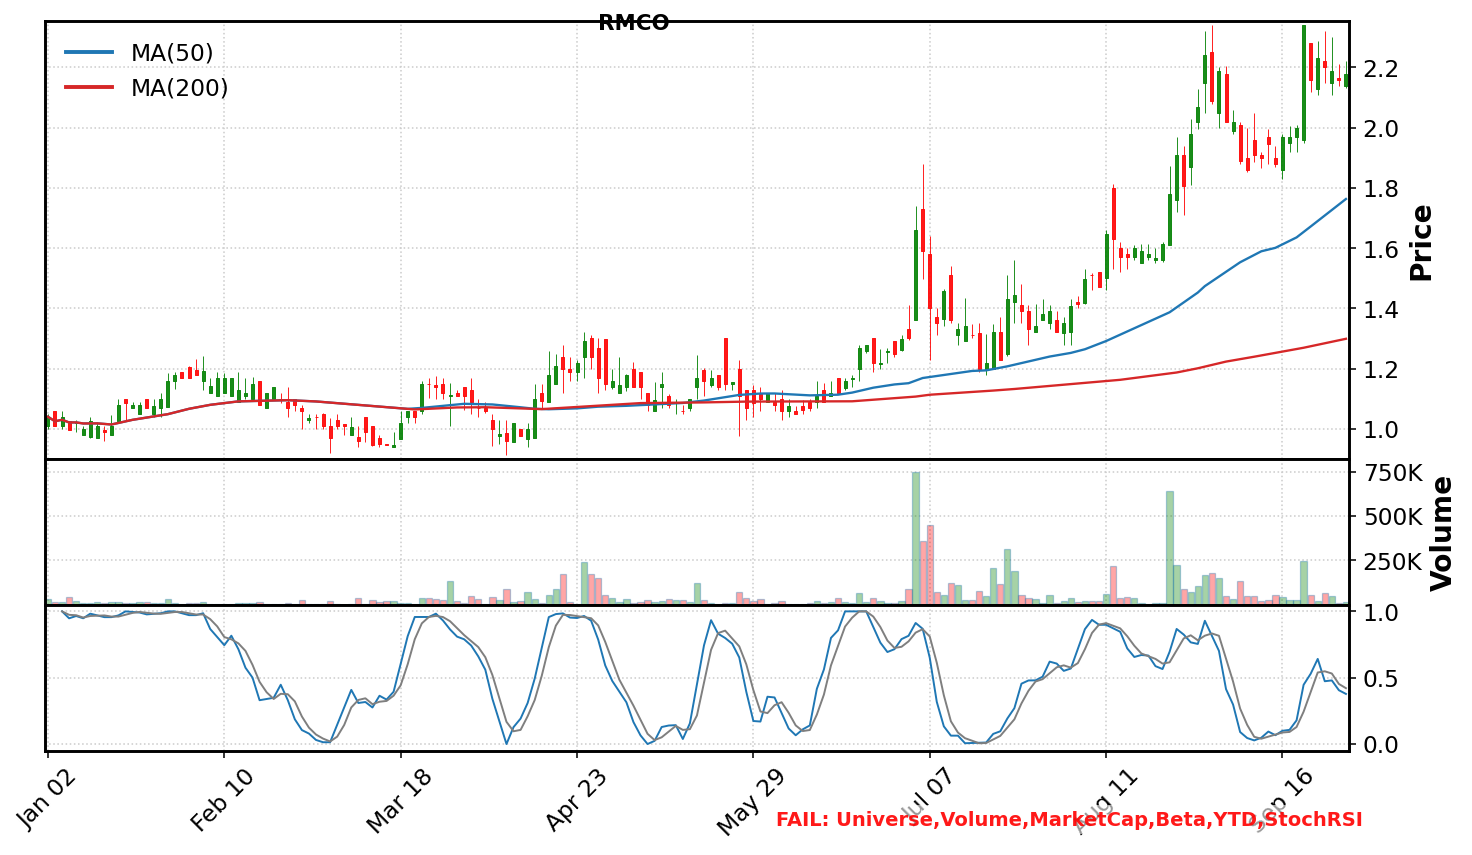 RMCO
MA(50)
MA(200)
2.2
2.0
1.8
1.6
1.4
1.2
1.0
Price
750K
500K
250K
Volume
1.0
0.5
0.0
Jan 02
Feb 10
Mar 18
Apr 23
May 29
Jul 07
Aug 11
Sep 16
FAIL: Universe,Volume,MarketCap,Beta,YTD,StochRSI